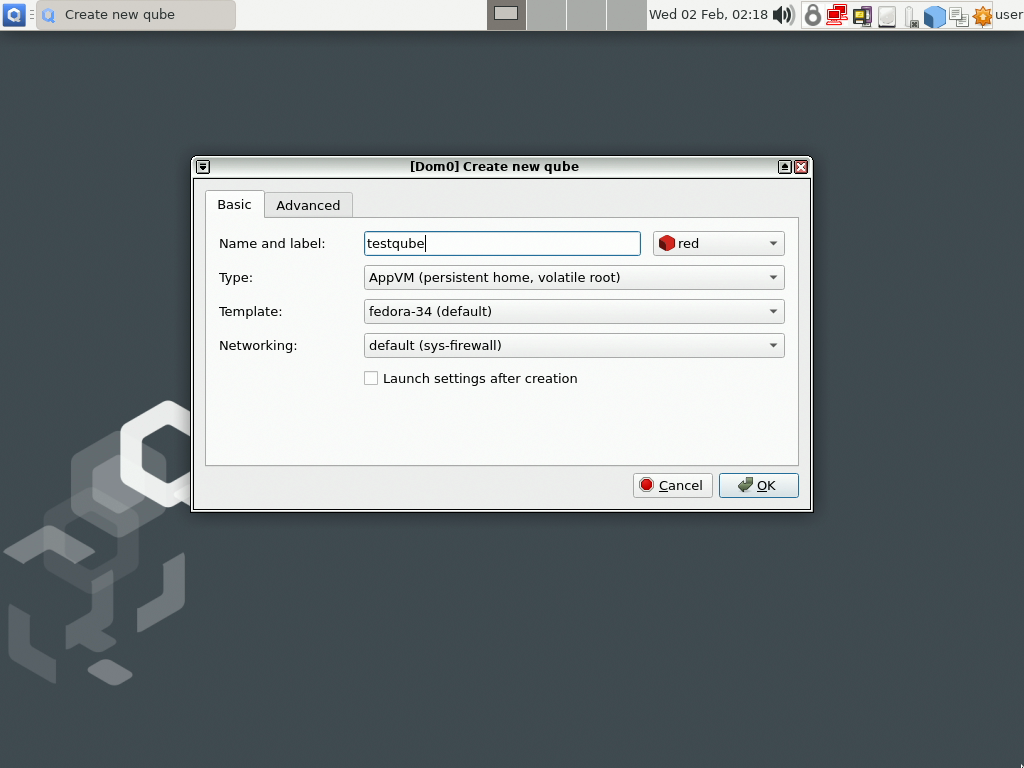 Create new qube
Wed 02 Feb, 02:18
user
[Dom0] Create new qube
Basic
Advanced
Name and label:
testqube
red
Type:
AppVM (persistent home, volatile root)
Template:
fedora-34 (default)
Networking:
default (sys-firewall)
Launch settings after creation
Cancel
OK